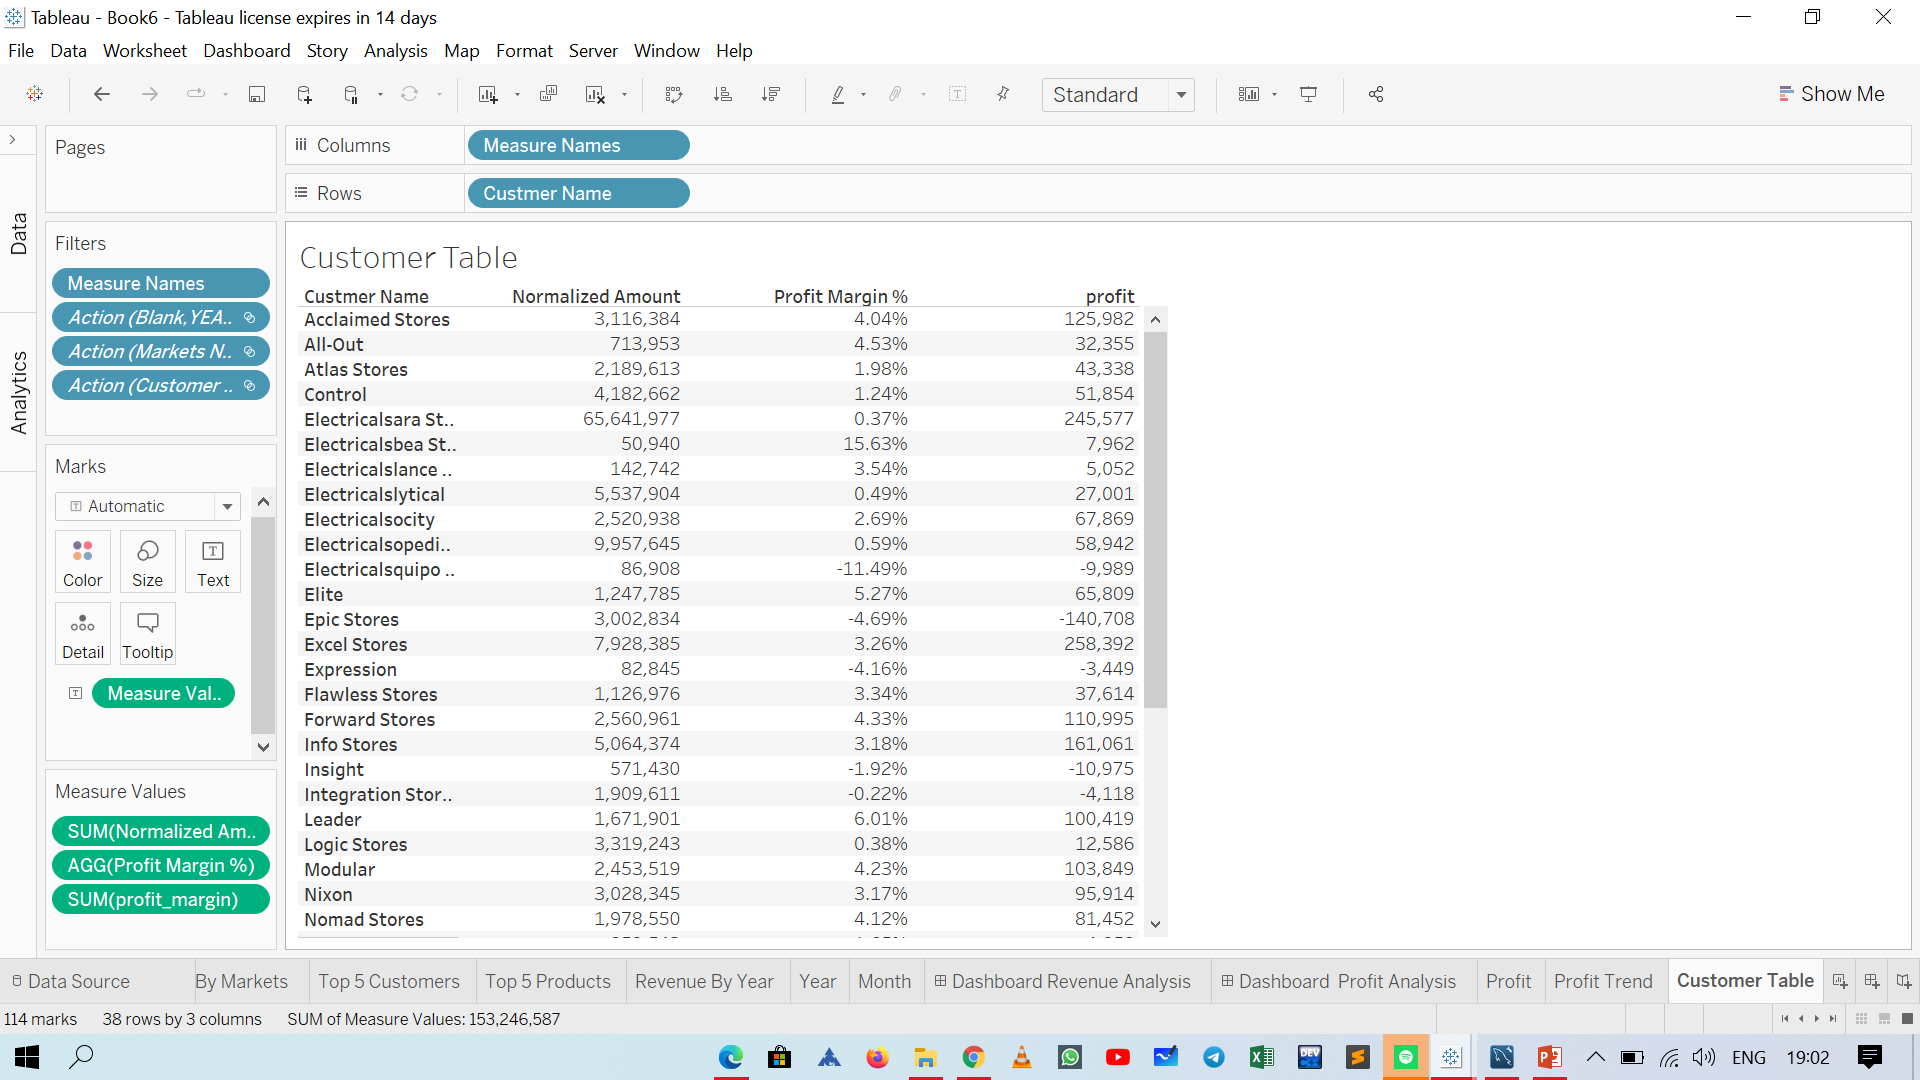 Tableau - Book6 - Tableau license expires in 14 days
File Data Worksheet Dashboard Story Analysis Map Format Server Window Help
Standard
Show Me
Pages
Columns
Measure Names
Rows
Custmer Name
Data
Analytics
Filters
Measure Names
Action (Blank,YEA..
Action (Markets N..
Action (Customer ..
Marks
Automatic
Color Size Text
Detail Tooltip
Measure Val..
Measure Values
SUM(Normalized Am..
AGG(Profit Margin %)
SUM(profit_margin)
Customer Table
Custmer Name Normalized Amount Profit Margin % profit
Acclaimed Stores 3,116,384 4.04% 125,982
All-Out 713,953 4.53% 32,355
Atlas Stores 2,189,613 1.98% 43,338
Control 4,182,662 1.24% 51,854
Electricalsara St.. 65,641,977 0.37% 245,577
Electricalsbea St.. 50,940 15.63% 7,962
Electricalslance .. 142,742 3.54% 5,052
Electricalslytical 5,537,904 0.49% 27,001
Electricalsocity 2,520,938 2.69% 67,869
Electricalsopedi.. 9,957,645 0.59% 58,942
Electricalsquipo .. 86,908 -11.49% -9,989
Elite 1,247,785 5.27% 65,809
Epic Stores 3,002,834 -4.69% -140,708
Excel Stores 7,928,385 3.26% 258,392
Expression 82,845 -4.16% -3,449
Flawless Stores 1,126,976 3.34% 37,614
Forward Stores 2,560,961 4.33% 110,995
Info Stores 5,064,374 3.18% 161,061
Insight 571,430 -1.92% -10,975
Integration Stor.. 1,909,611 -0.22% -4,118
Leader 1,671,901 6.01% 100,419
Logic Stores 3,319,243 0.38% 12,586
Modular 2,453,519 4.23% 103,849
Nixon 3,028,345 3.17% 95,914
Nomad Stores 1,978,550 4.12% 81,452
Data Source By Markets Top 5 Customers Top 5 Products Revenue By Year Year Month Dashboard Revenue Analysis Dashboard Profit Analysis Profit Profit Trend Customer Table
114 marks 38 rows by 3 columns SUM of Measure Values: 153,246,587
DEV
ENG 19:02